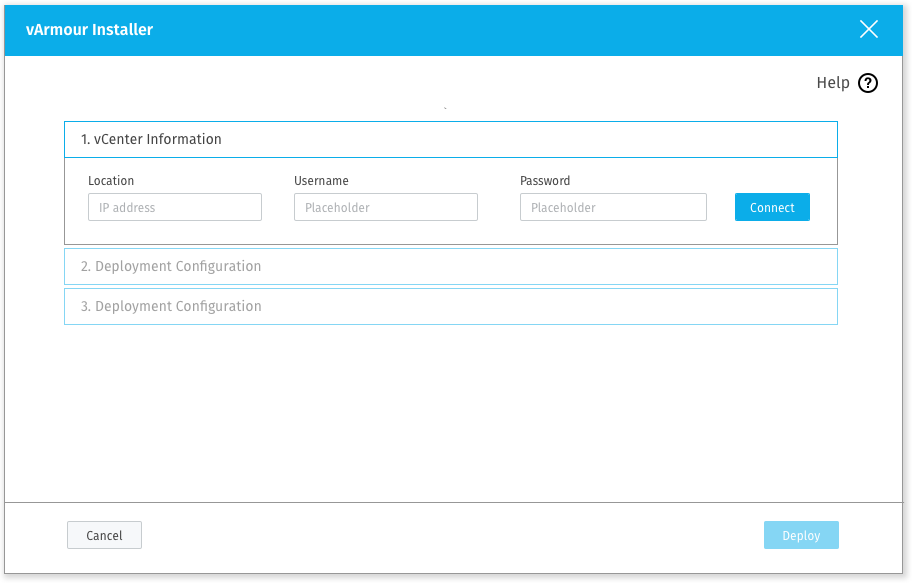 vArmour Installer
Help ?
1. vCenter Information
Location Username Password
IP address Placeholder Placeholder Connect
2. Deployment Configuration
3. Deployment Configuration
Cancel Deploy